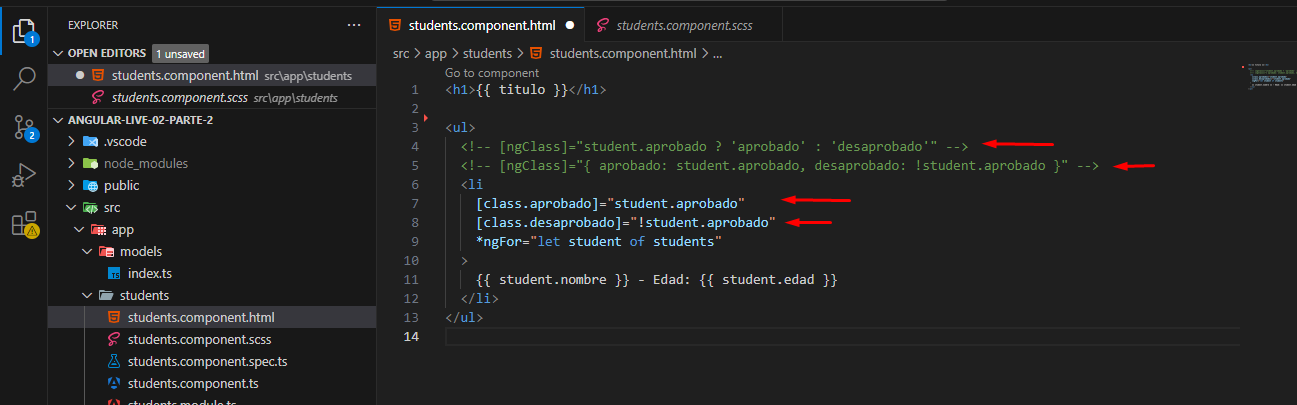 EXPLORER
···
OPEN EDITORS 1 unsaved
students.component.html src\app\students
students.component.scss src\app\students
ANGULAR-LIVE-02-PARTE-2
.vscode
node_modules
public
src
app
models
index.ts
students
students.component.html
students.component.scss
students.component.spec.ts
students.component.ts
students.module.ts
1
2
students.component.html
students.component.scss
src > app > students > students.component.html > ...
Go to component
1 <h1>{{ titulo }}</h1>
2
3 <ul>
4 <!-- [ngClass]="student.aprobado ? 'aprobado' : 'desaprobado'" -->
5 <!-- [ngClass]="{ aprobado: student.aprobado, desaprobado: !student.aprobado }" -->
6 <li
7 [class.aprobado]="student.aprobado"
8 [class.desaprobado]="!student.aprobado"
9 *ngFor="let student of students"
10 >
11 {{ student.nombre }} - Edad: {{ student.edad }}
12 </li>
13 </ul>
14